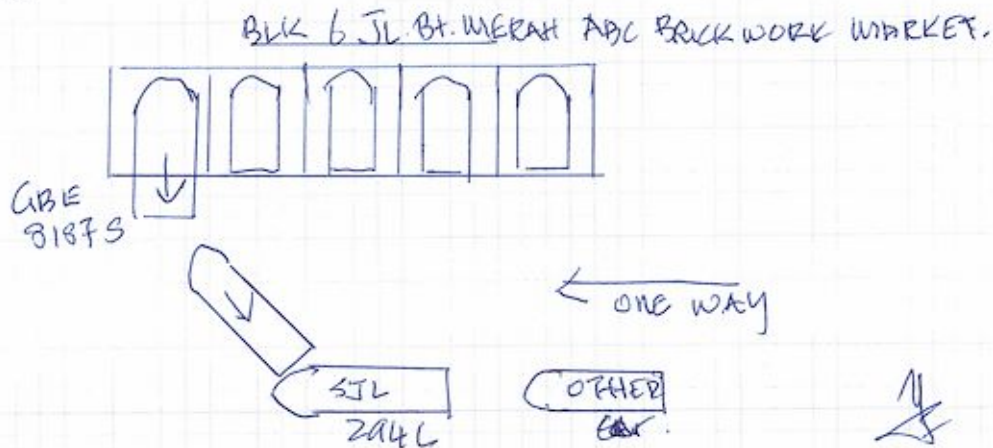 BLK 6 JL. BT. MERAH ABC BRICKWORK MARKET.
GBE
8187S
ONE WAY
SJL
294L
OTHER